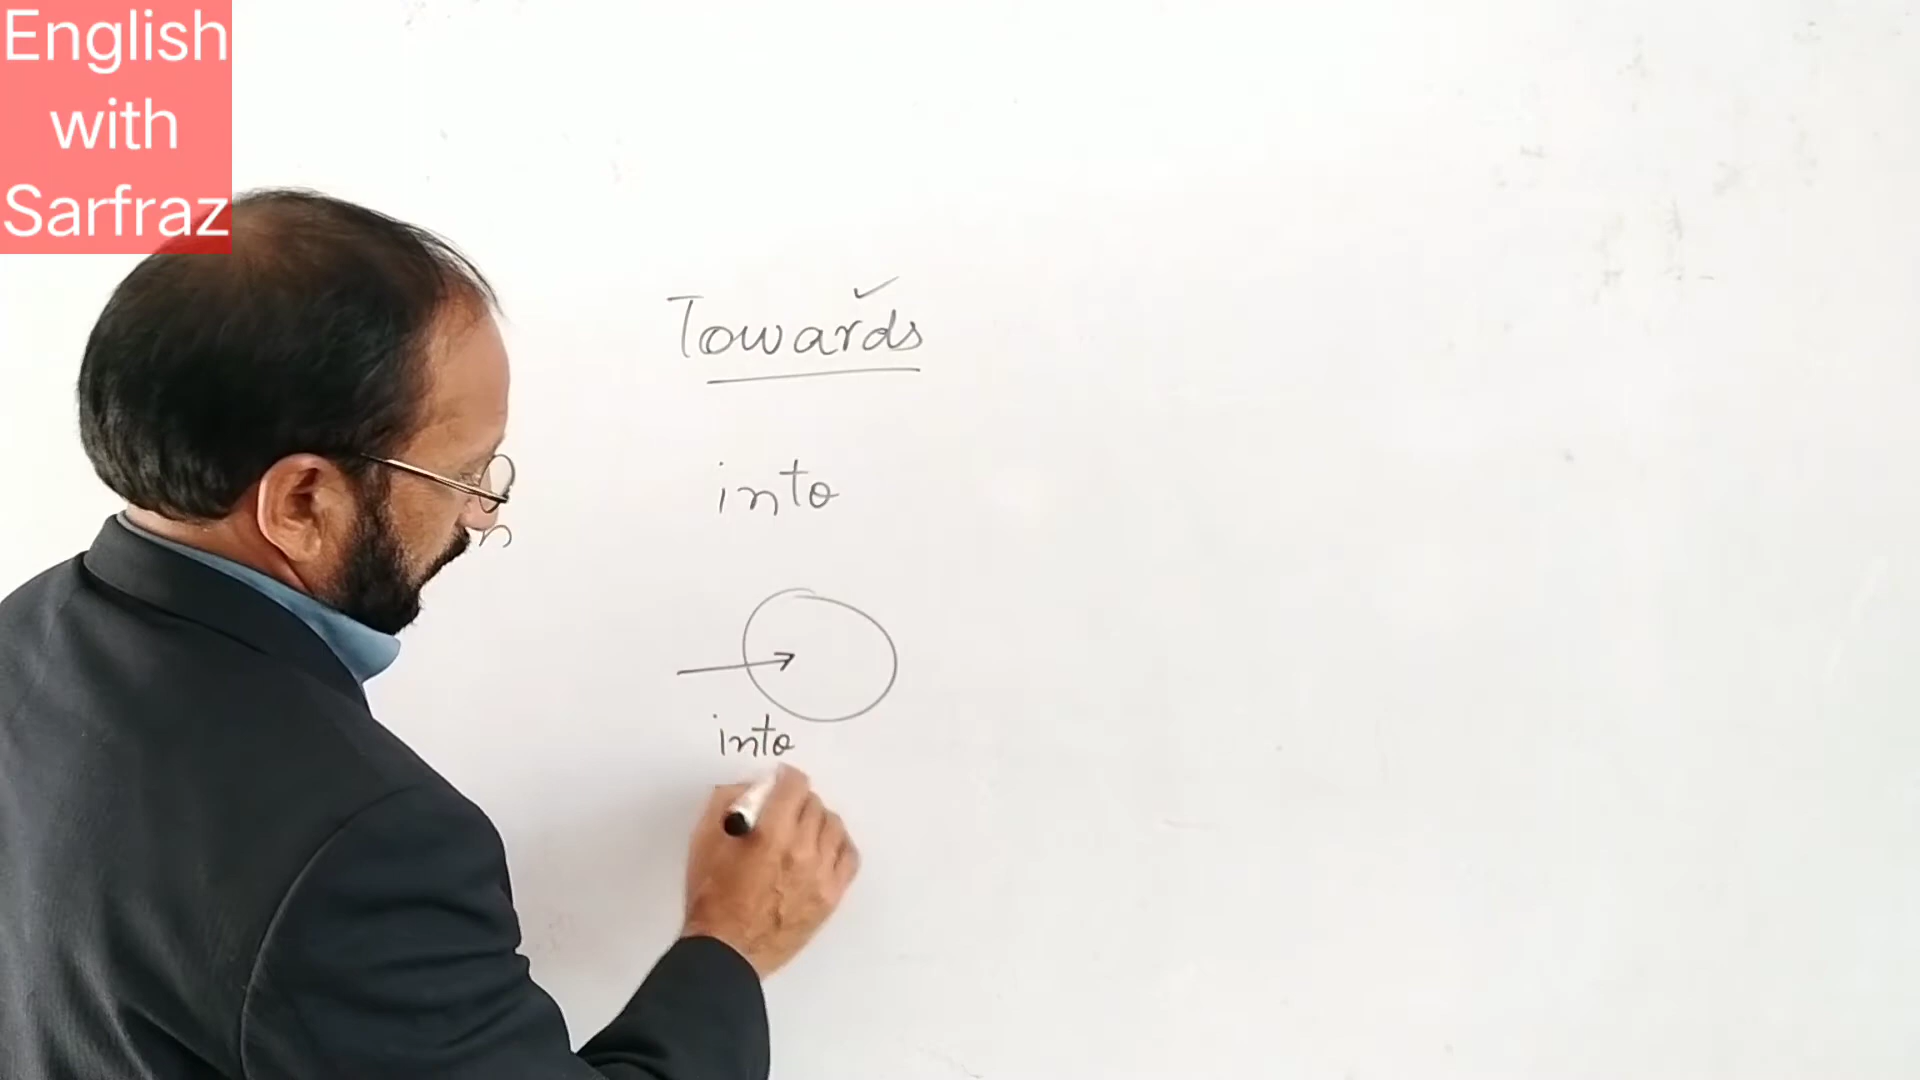 English
with
Sarfraz
Towards
into
into